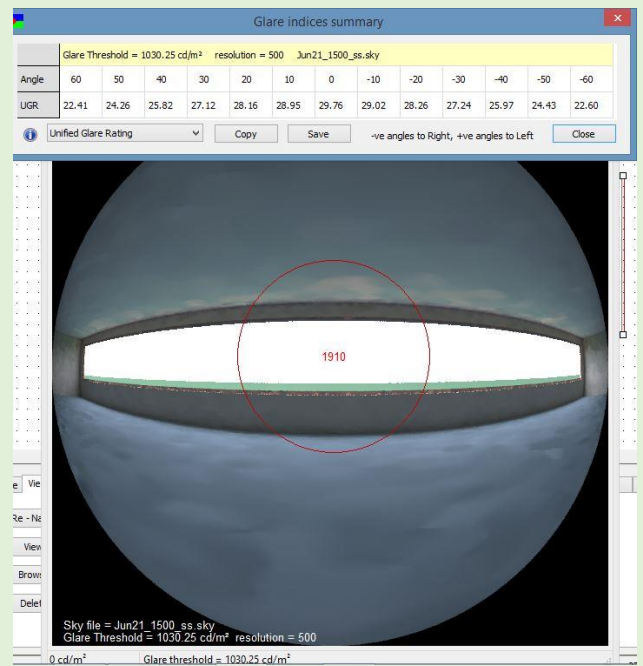 Glare indices summary
Glare Threshold = 1030.25 cd/m² resolution = 500 Jun21_1500_ss.sky
Angle 60 50 40 30 20 10 0 -10 -20 -30 -40 -50 -60
UGR 22.41 24.26 25.82 27.12 28.16 28.95 29.76 29.02 28.26 27.24 25.97 24.43 22.60
Unified Glare Rating Copy Save -ve angles to Right, +ve angles to Left Close
1910
e Vie
Re - Na
View
Brows
Delet
Sky file = Jun21_1500_ss.sky
Glare Threshold = 1030.25 cd/m² resolution = 500
0 cd/m² Glare threshold = 1030.25 cd/m²